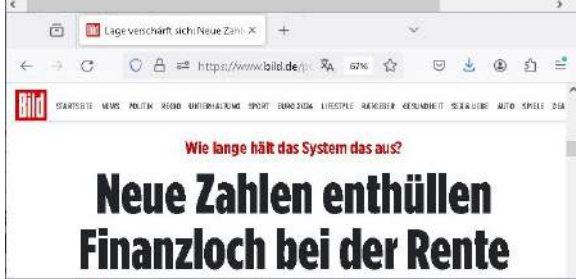 Lage verschärft sich: Neue Zahl
https://www.bild.de/p
67%
Bild
STARTSEITE NEWS POLITIK REGIO UNTERHALTUNG SPORT EURO 2024 LIFESTYLE RATGEBER GESUNDHEIT SEX & LIEBE AUTO SPIELE DEA
Wie lange hält das System das aus?
Neue Zahlen enthüllen
Finanzloch bei der Rente